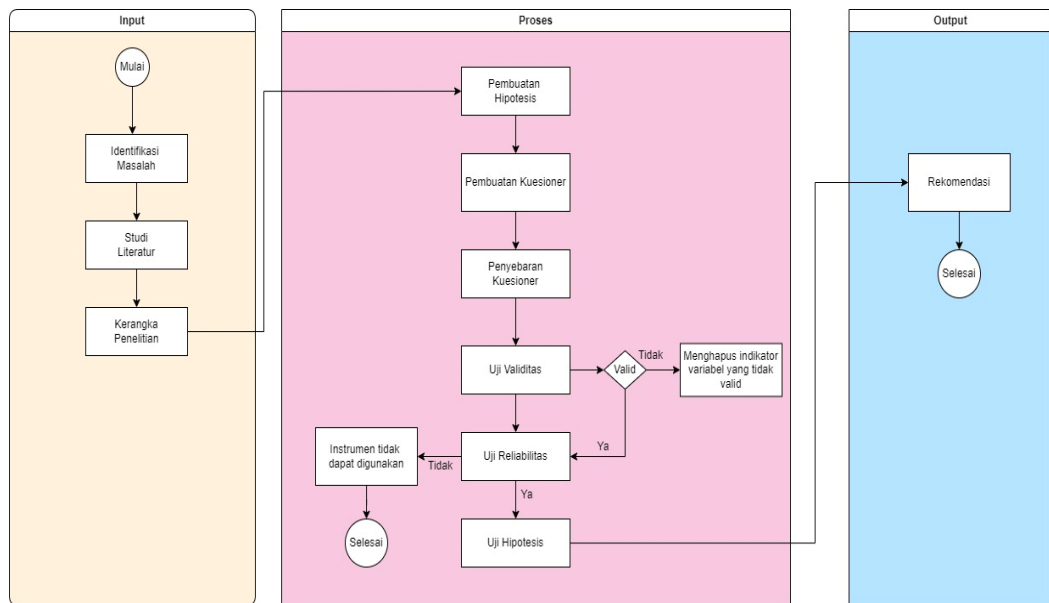 Input
Proses
Output
Mulai
Identifikasi
Masalah
Studi
Literatur
Kerangka
Penelitian
Pembuatan
Hipotesis
Pembuatan Kuesioner
Penyebaran
Kuesioner
Uji Validitas
Valid
Tidak
Menghapus indikator
variabel yang tidak
valid
Ya
Uji Reliabilitas
Tidak
Instrumen tidak
dapat digunakan
Selesai
Ya
Uji Hipotesis
Rekomendasi
Selesai